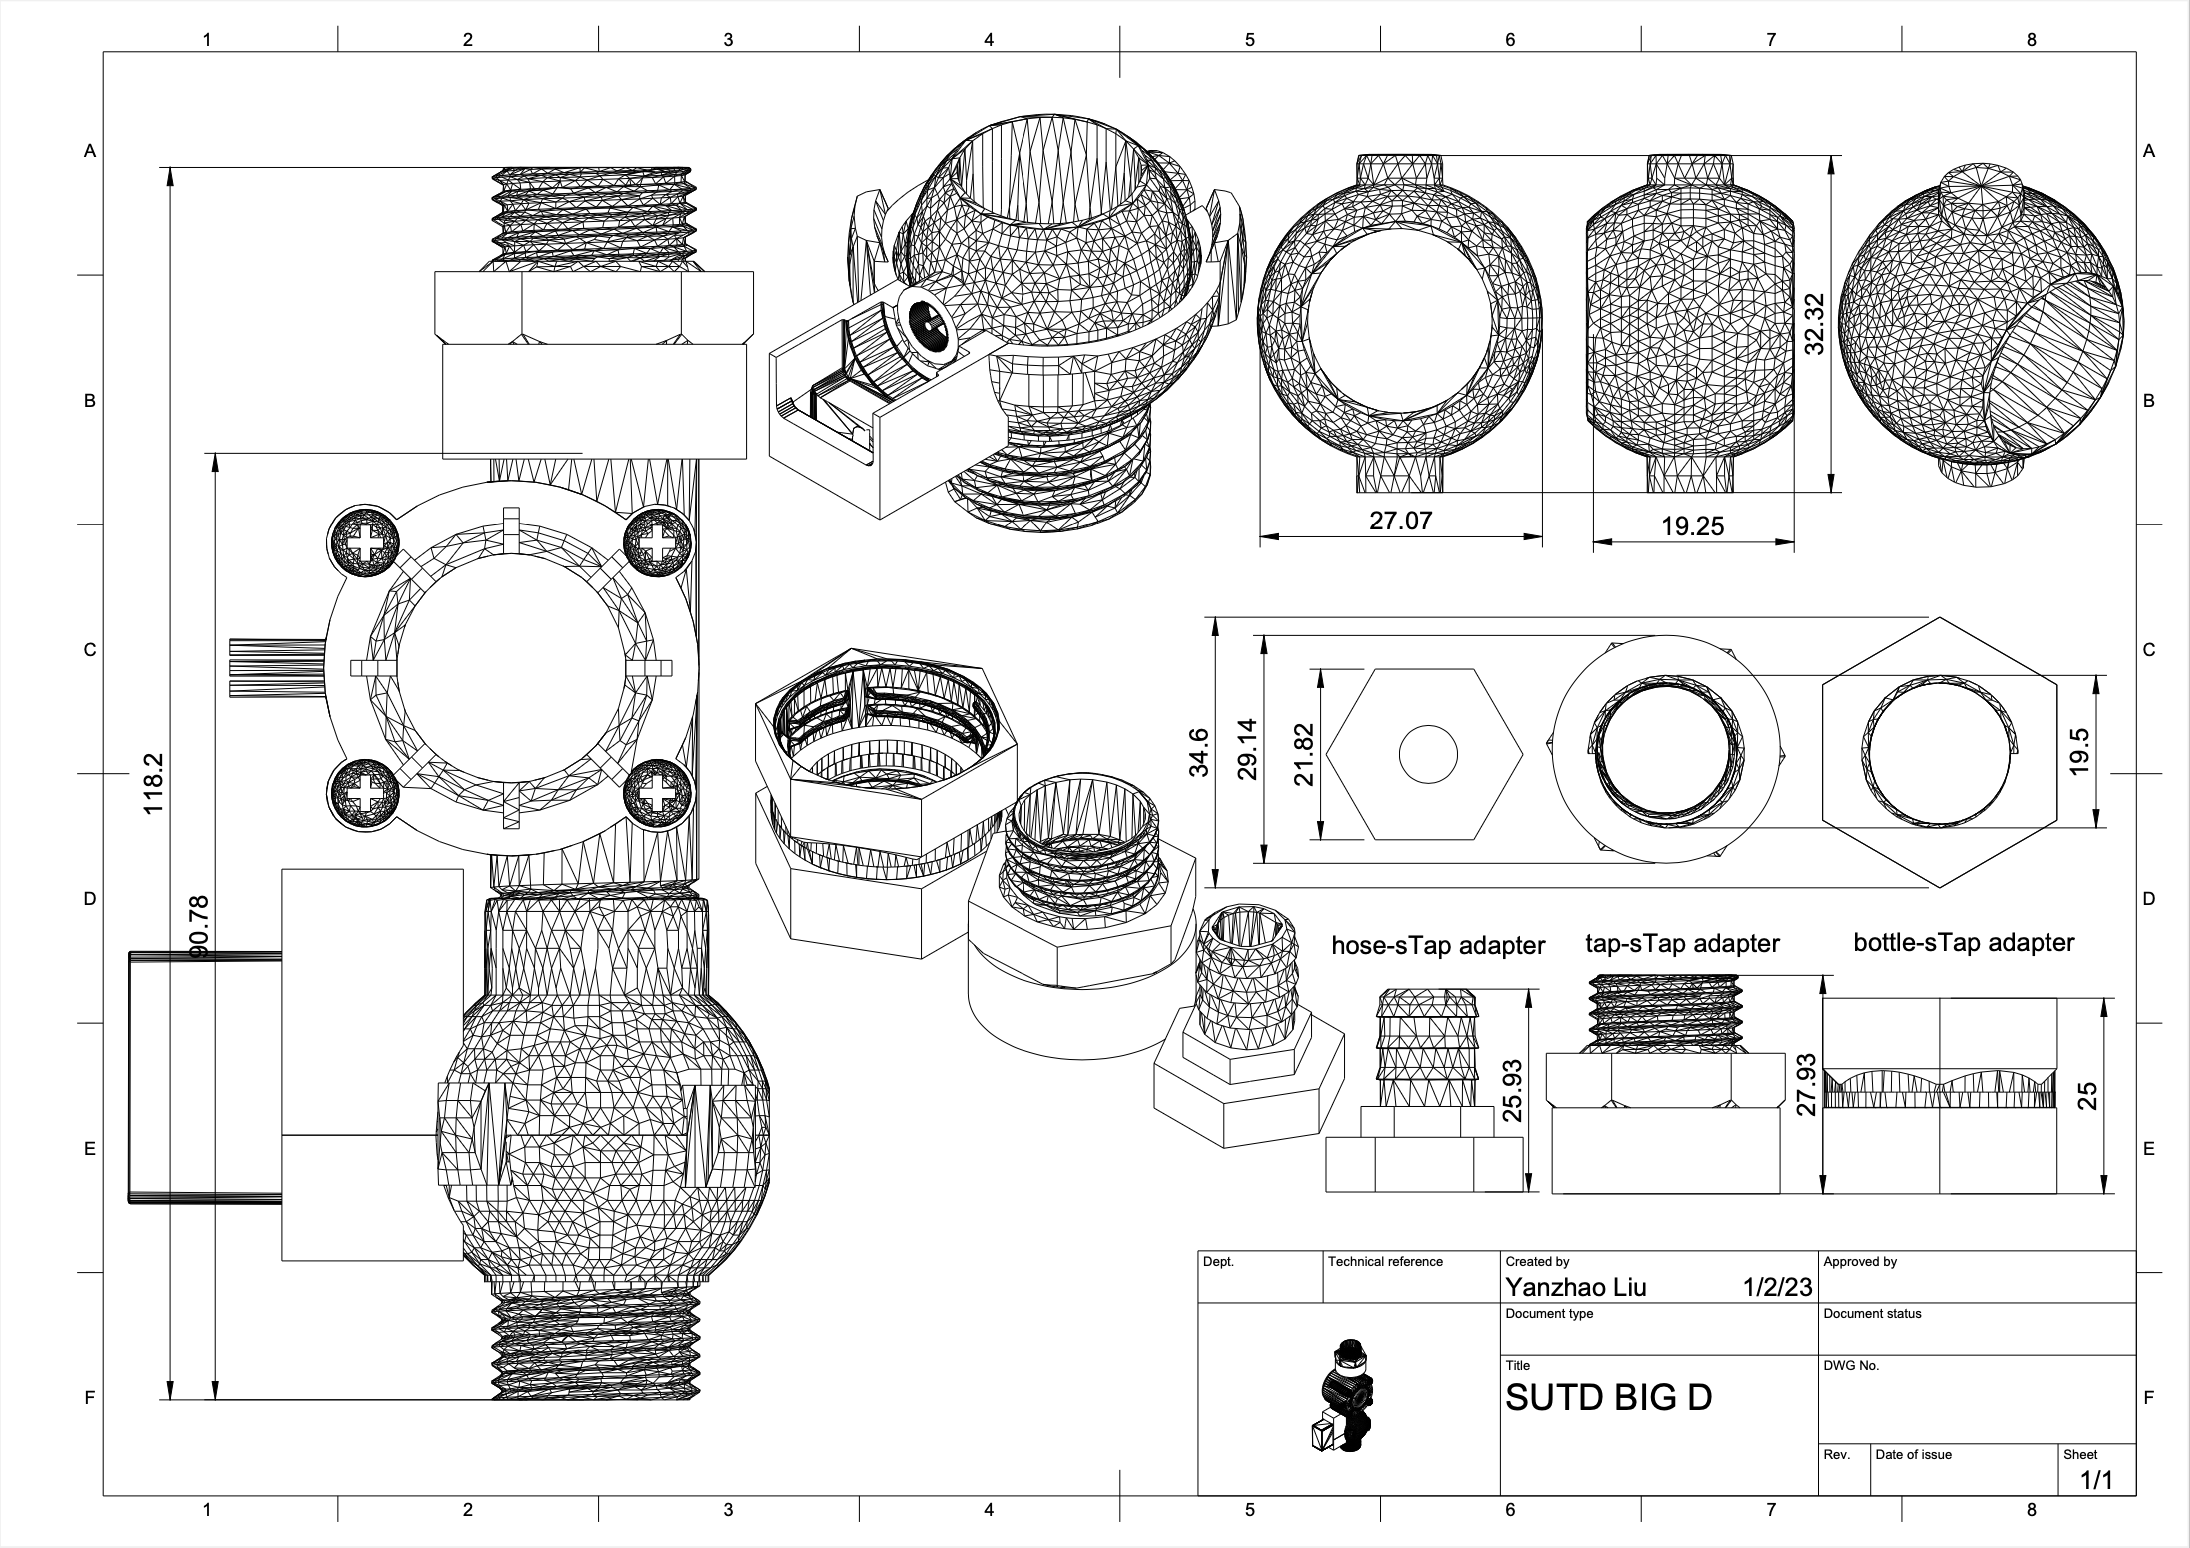 1 2 3 4 5 6 7 8
A A
32.32
B B
27.07 19.25
C C
34.6 29.14 21.82 19.5
118.2
90.78
D D
hose-sTap adapter tap-sTap adapter bottle-sTap adapter
25.93 27.93 25
E E
Dept. Technical reference Created by Approved by
Yanzhao Liu 1/2/23
Document type Document status
Title DWG No.
SUTD BIG D
F F
Rev. Date of issue Sheet
1/1
1 2 3 4 5 6 7 8